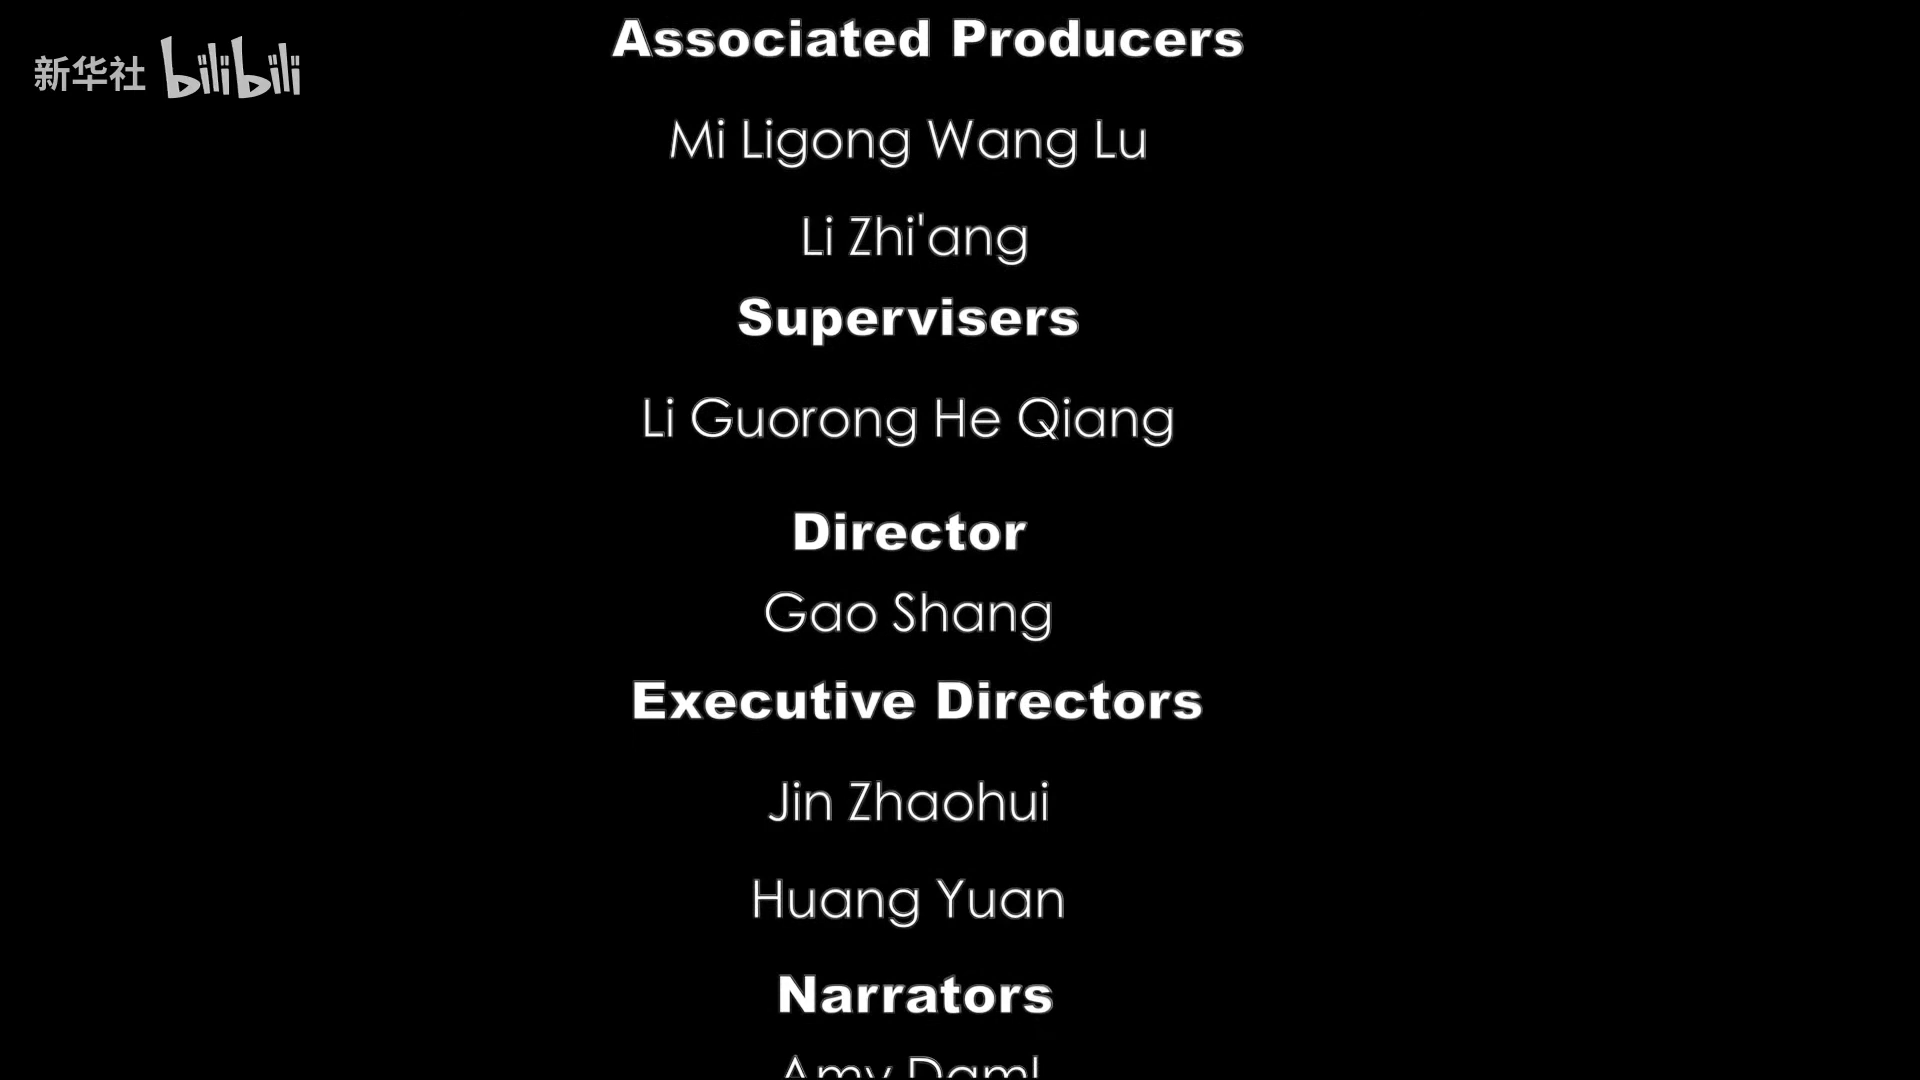 新华社 bilibili
Associated Producers
Mi Ligong Wang Lu
Li Zhi'ang
Supervisers
Li Guorong He Qiang
Director
Gao Shang
Executive Directors
Jin Zhaohui
Huang Yuan
Narrators
Amy